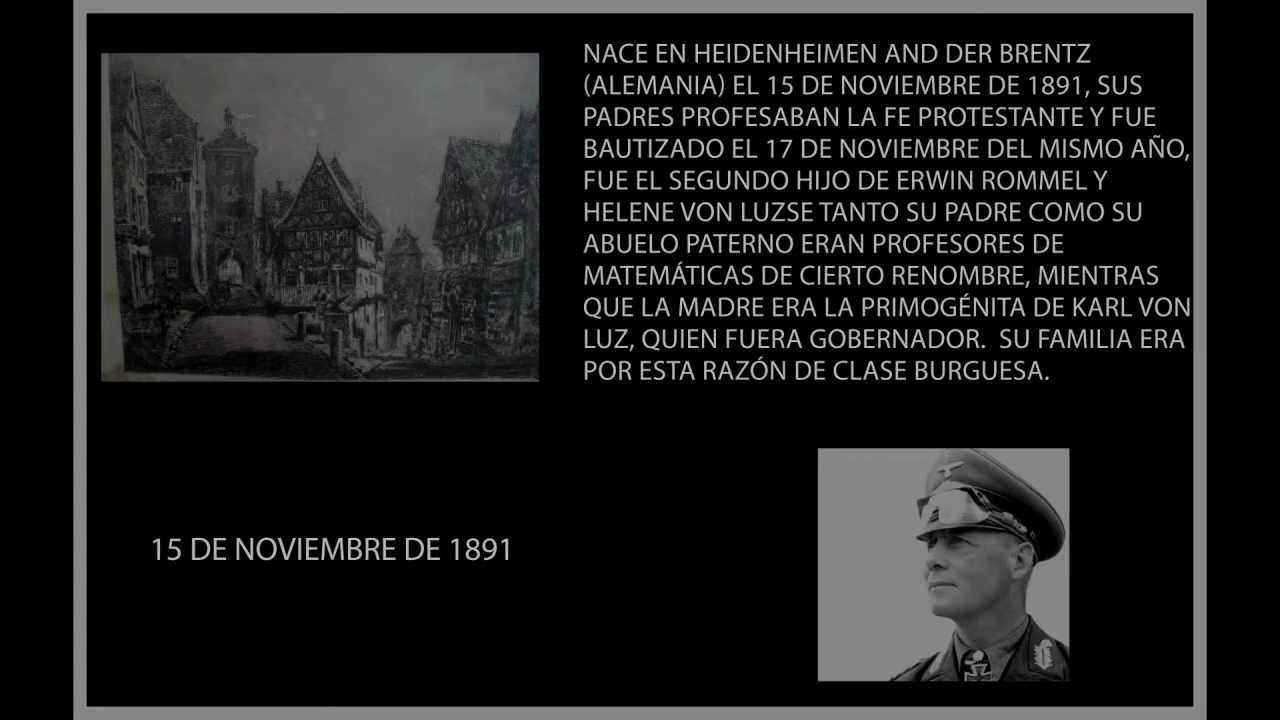 NACE EN HEIDENHEIMEN AND DER BRENTZ
(ALEMANIA) EL 15 DE NOVIEMBRE DE 1891, SUS
PADRES PROFESABAN LA FE PROTESTANTE Y FUE
BAUTIZADO EL 17 DE NOVIEMBRE DEL MISMO AÑO,
FUE EL SEGUNDO HIJO DE ERWIN ROMMEL Y
HELENE VON LUZSE TANTO SU PADRE COMO SU
ABUELO PATERNO ERAN PROFESORES DE
MATEMÁTICAS DE CIERTO RENOMBRE, MIENTRAS
QUE LA MADRE ERA LA PRIMOGÉNITA DE KARL VON
LUZ, QUIEN FUERA GOBERNADOR.  SU FAMILIA ERA
POR ESTA RAZÓN DE CLASE BURGUESA.
15 DE NOVIEMBRE DE 1891